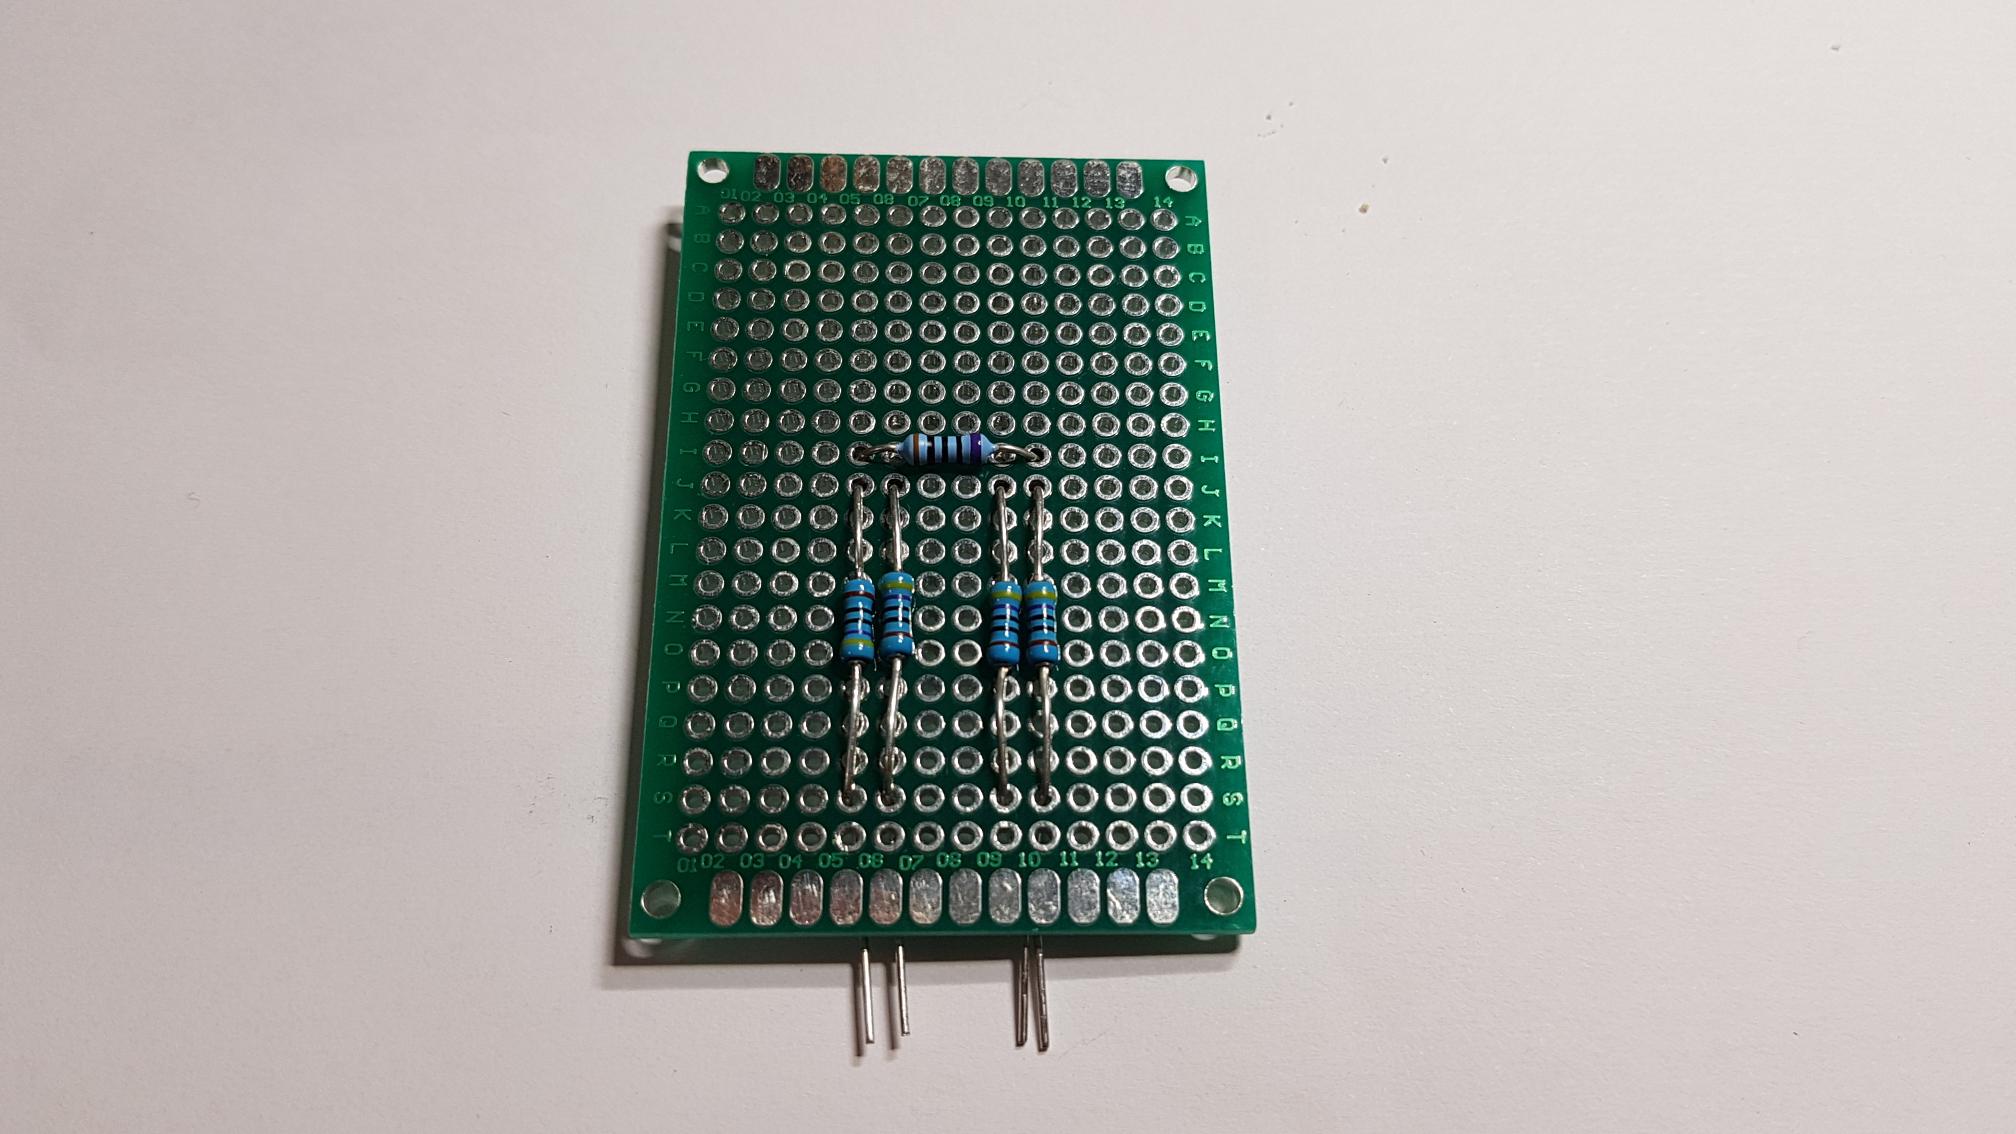 01 02 03 04 05 08 07 08 09 10 11 12 13 14
A A
B B
C C
D D
E E
F F
G G
H H
I I
J J
K K
L L
M M
N N
O O
P P
Q Q
R R
S S
T T
01 02 03 04 05 06 07 08 09 10 11 12 13 14